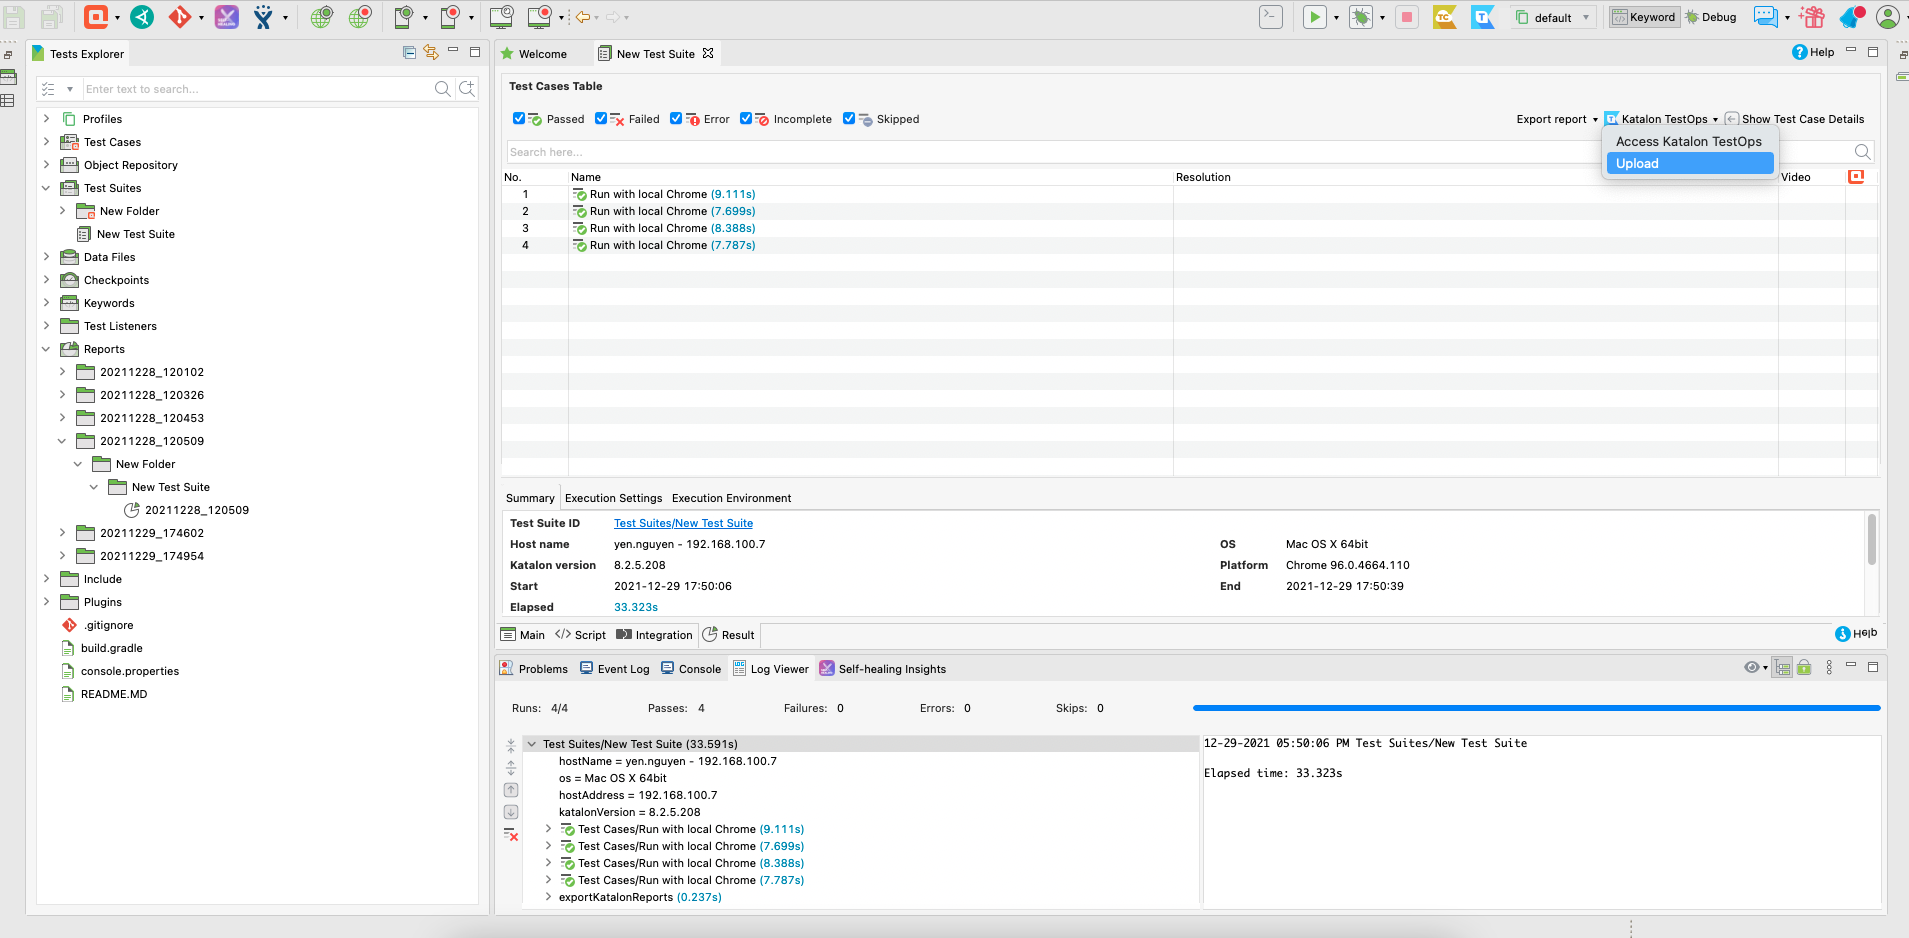 default
Keyword
Debug
Tests Explorer
Welcome
New Test Suite
Help
Enter text to search...
Test Cases Table
Passed
Failed
Error
Incomplete
Skipped
Export report
Katalon TestOps
Show Test Case Details
Access Katalon TestOps
Upload
Search here...
No. Name Resolution Video
1 Run with local Chrome (9.111s)
2 Run with local Chrome (7.699s)
3 Run with local Chrome (8.388s)
4 Run with local Chrome (7.787s)
Profiles
Test Cases
Object Repository
Test Suites
New Folder
New Test Suite
Data Files
Checkpoints
Keywords
Test Listeners
Reports
20211228_120102
20211228_120326
20211228_120453
20211228_120509
New Folder
New Test Suite
20211228_120509
20211229_174602
20211229_174954
Include
Plugins
.gitignore
build.gradle
console.properties
README.MD
Summary Execution Settings Execution Environment
Test Suite ID Test Suites/New Test Suite
Host name yen.nguyen - 192.168.100.7 OS Mac OS X 64bit
Katalon version 8.2.5.208 Platform Chrome 96.0.4664.110
Start 2021-12-29 17:50:06 End 2021-12-29 17:50:39
Elapsed 33.323s
Main Script Integration Result
Help
Problems Event Log Console Log Viewer Self-healing Insights
Runs: 4/4 Passes: 4 Failures: 0 Errors: 0 Skips: 0
Test Suites/New Test Suite (33.591s)
hostName = yen.nguyen - 192.168.100.7
os = Mac OS X 64bit
hostAddress = 192.168.100.7
katalonVersion = 8.2.5.208
Test Cases/Run with local Chrome (9.111s)
Test Cases/Run with local Chrome (7.699s)
Test Cases/Run with local Chrome (8.388s)
Test Cases/Run with local Chrome (7.787s)
exportKatalonReports (0.237s)
12-29-2021 05:50:06 PM Test Suites/New Test Suite
Elapsed time: 33.323s